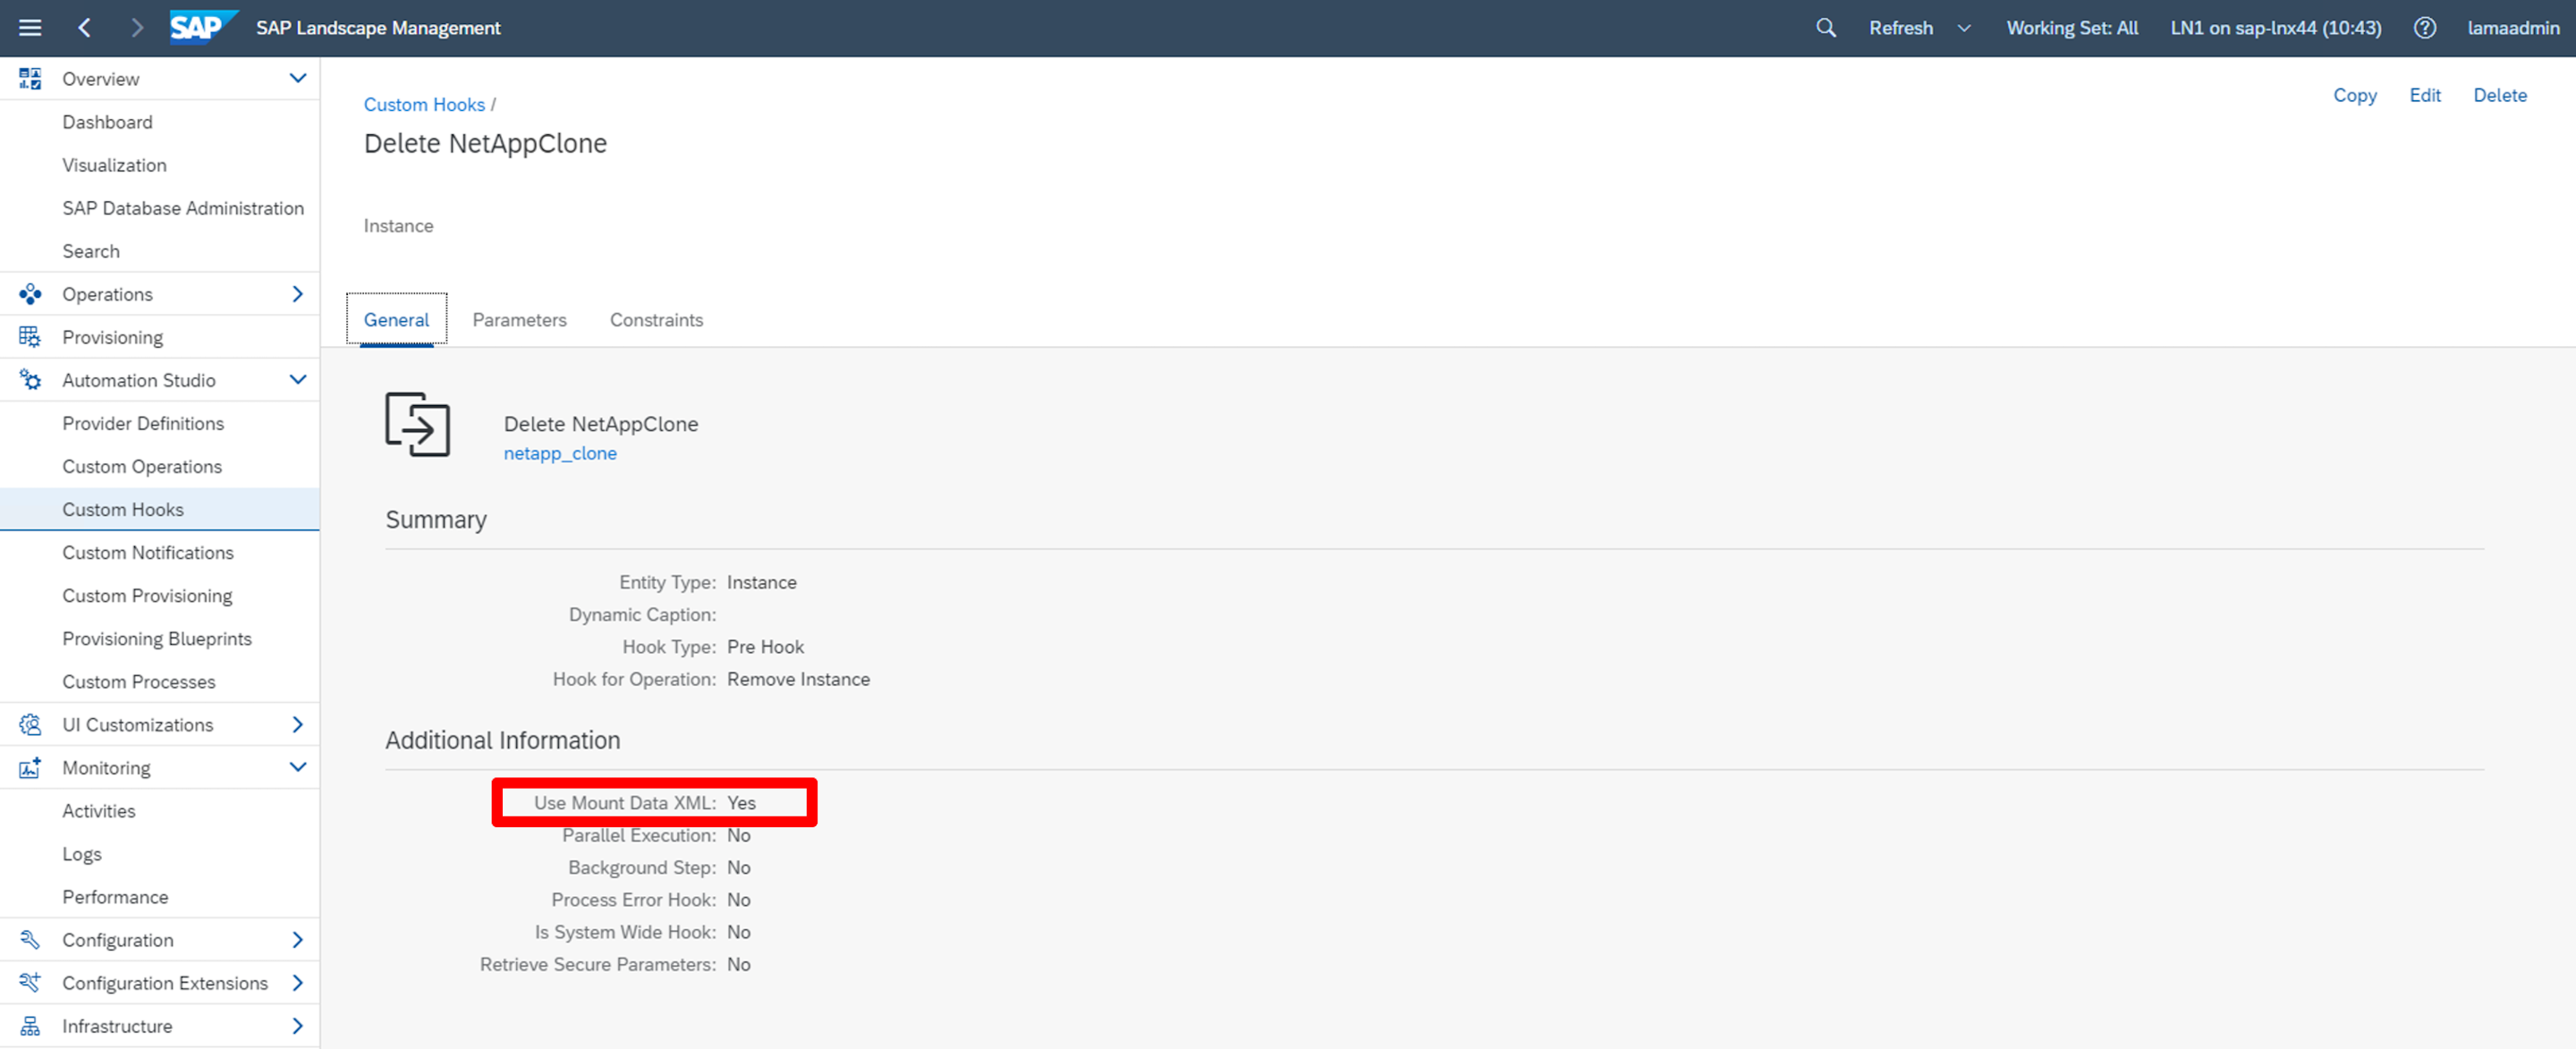 SAP SAP Landscape Management Refresh Working Set: All LN1 on sap-lnx44 (10:43) lamaadmin
Overview
Dashboard
Visualization
SAP Database Administration
Search
Operations
Provisioning
Automation Studio
Provider Definitions
Custom Operations
Custom Hooks
Custom Notifications
Custom Provisioning
Provisioning Blueprints
Custom Processes
UI Customizations
Monitoring
Activities
Logs
Performance
Configuration
Configuration Extensions
Infrastructure
Custom Hooks /
Copy Edit Delete
Delete NetAppClone
Instance
General Parameters Constraints
Delete NetAppClone
netapp_clone
Summary
Entity Type: Instance
Dynamic Caption:
Hook Type: Pre Hook
Hook for Operation: Remove Instance
Additional Information
Use Mount Data XML: Yes
Parallel Execution: No
Background Step: No
Process Error Hook: No
Is System Wide Hook: No
Retrieve Secure Parameters: No